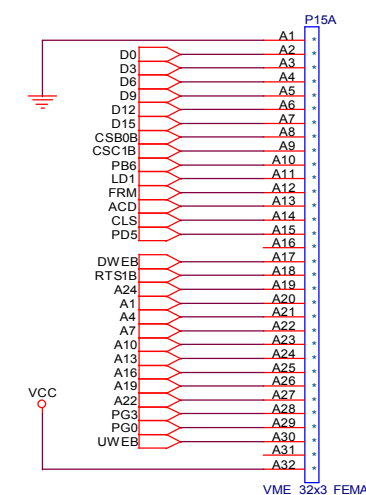 P15A
A1
D0 A2
D3 A3
D6 A4
D9 A5
D12 A6
D15 A7
CSB0B A8
CSC1B A9
PB6 A10
LD1 A11
FRM A12
ACD A13
CLS A14
PD5 A15
A16
DWEB A17
RTS1B A18
A24 A19
A1 A20
A4 A21
A7 A22
A10 A23
A13 A24
A16 A25
A19 A26
A22 A27
VCC
PG3 A28
PG0 A29
UWEB A30
A31
A32
VME 32x3 FEMA